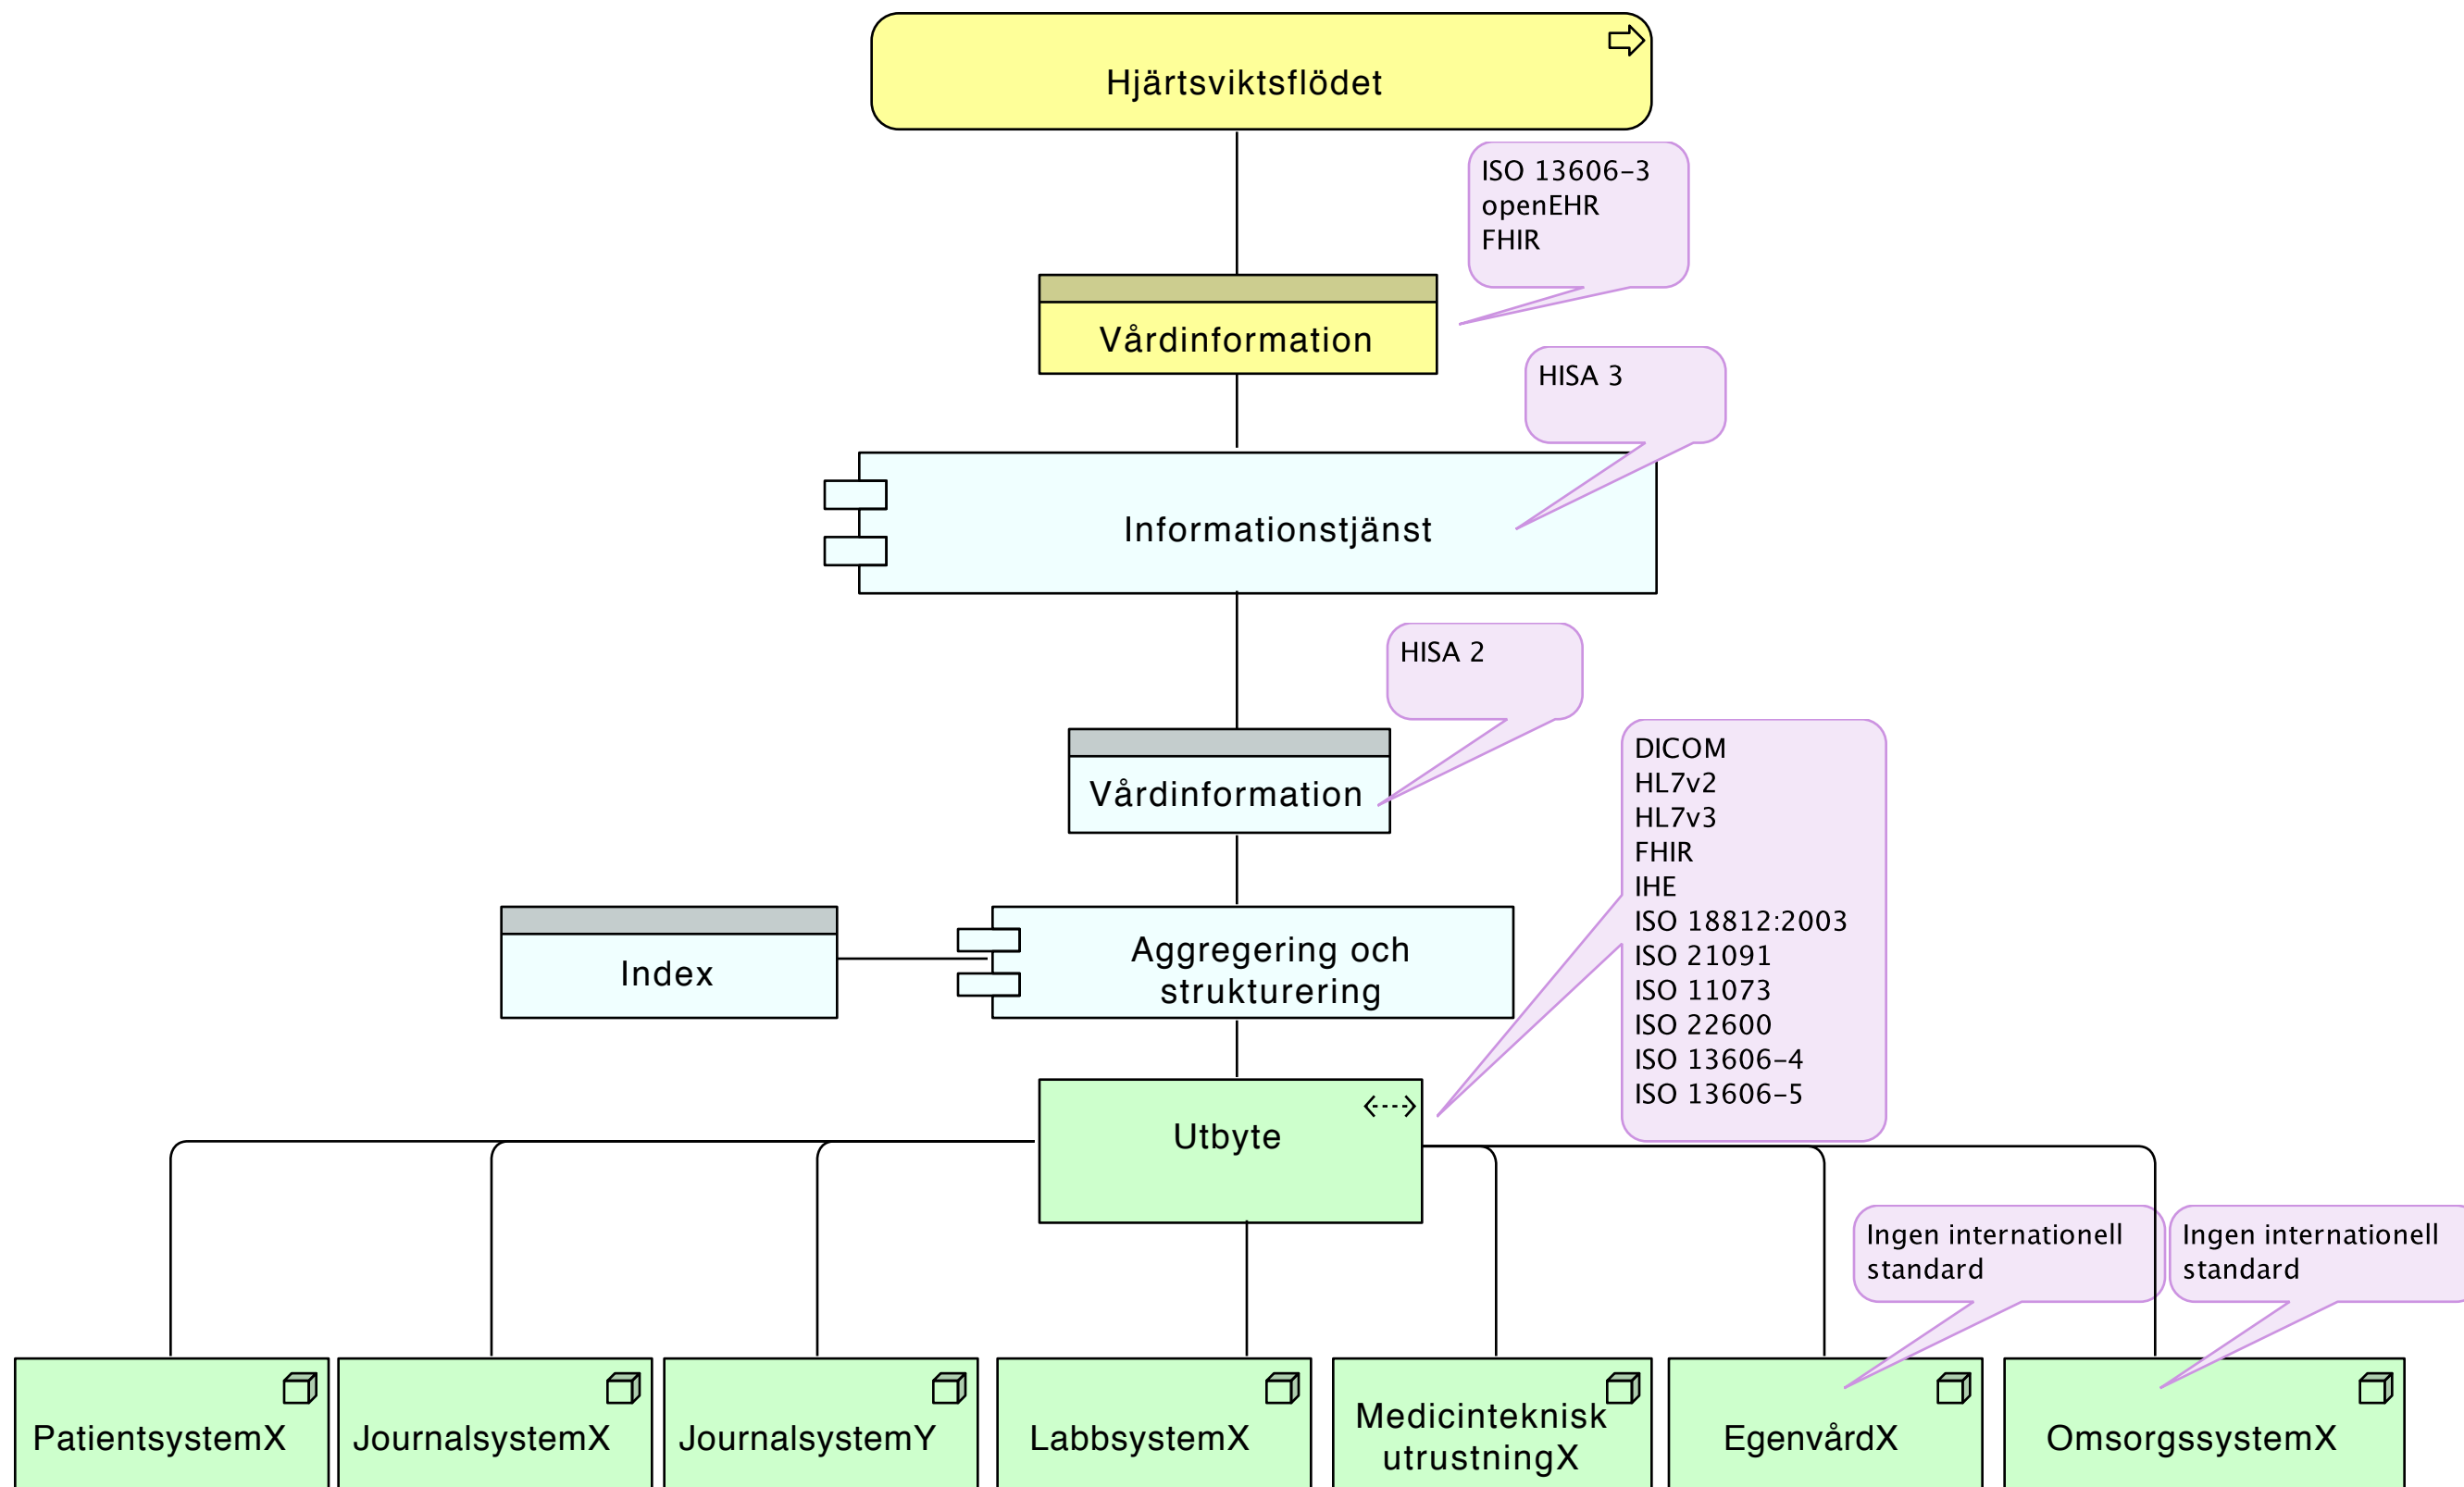 Hjärtsviktsflödet
ISO 13606-3
openEHR
FHIR
Vårdinformation
HISA 3
Informationstjänst
HISA 2
Vårdinformation
DICOM
HL7v2
HL7v3
FHIR
IHE
ISO 18812:2003
ISO 21091
ISO 11073
ISO 22600
ISO 13606-4
ISO 13606-5
Index
Aggregering och
strukturering
Utbyte
Ingen internationell
standard
Ingen internationell
standard
PatientsystemX
JournalsystemX
JournalsystemY
LabbsystemX
Medicinteknisk
utrustningX
EgenvårdX
OmsorgssystemX